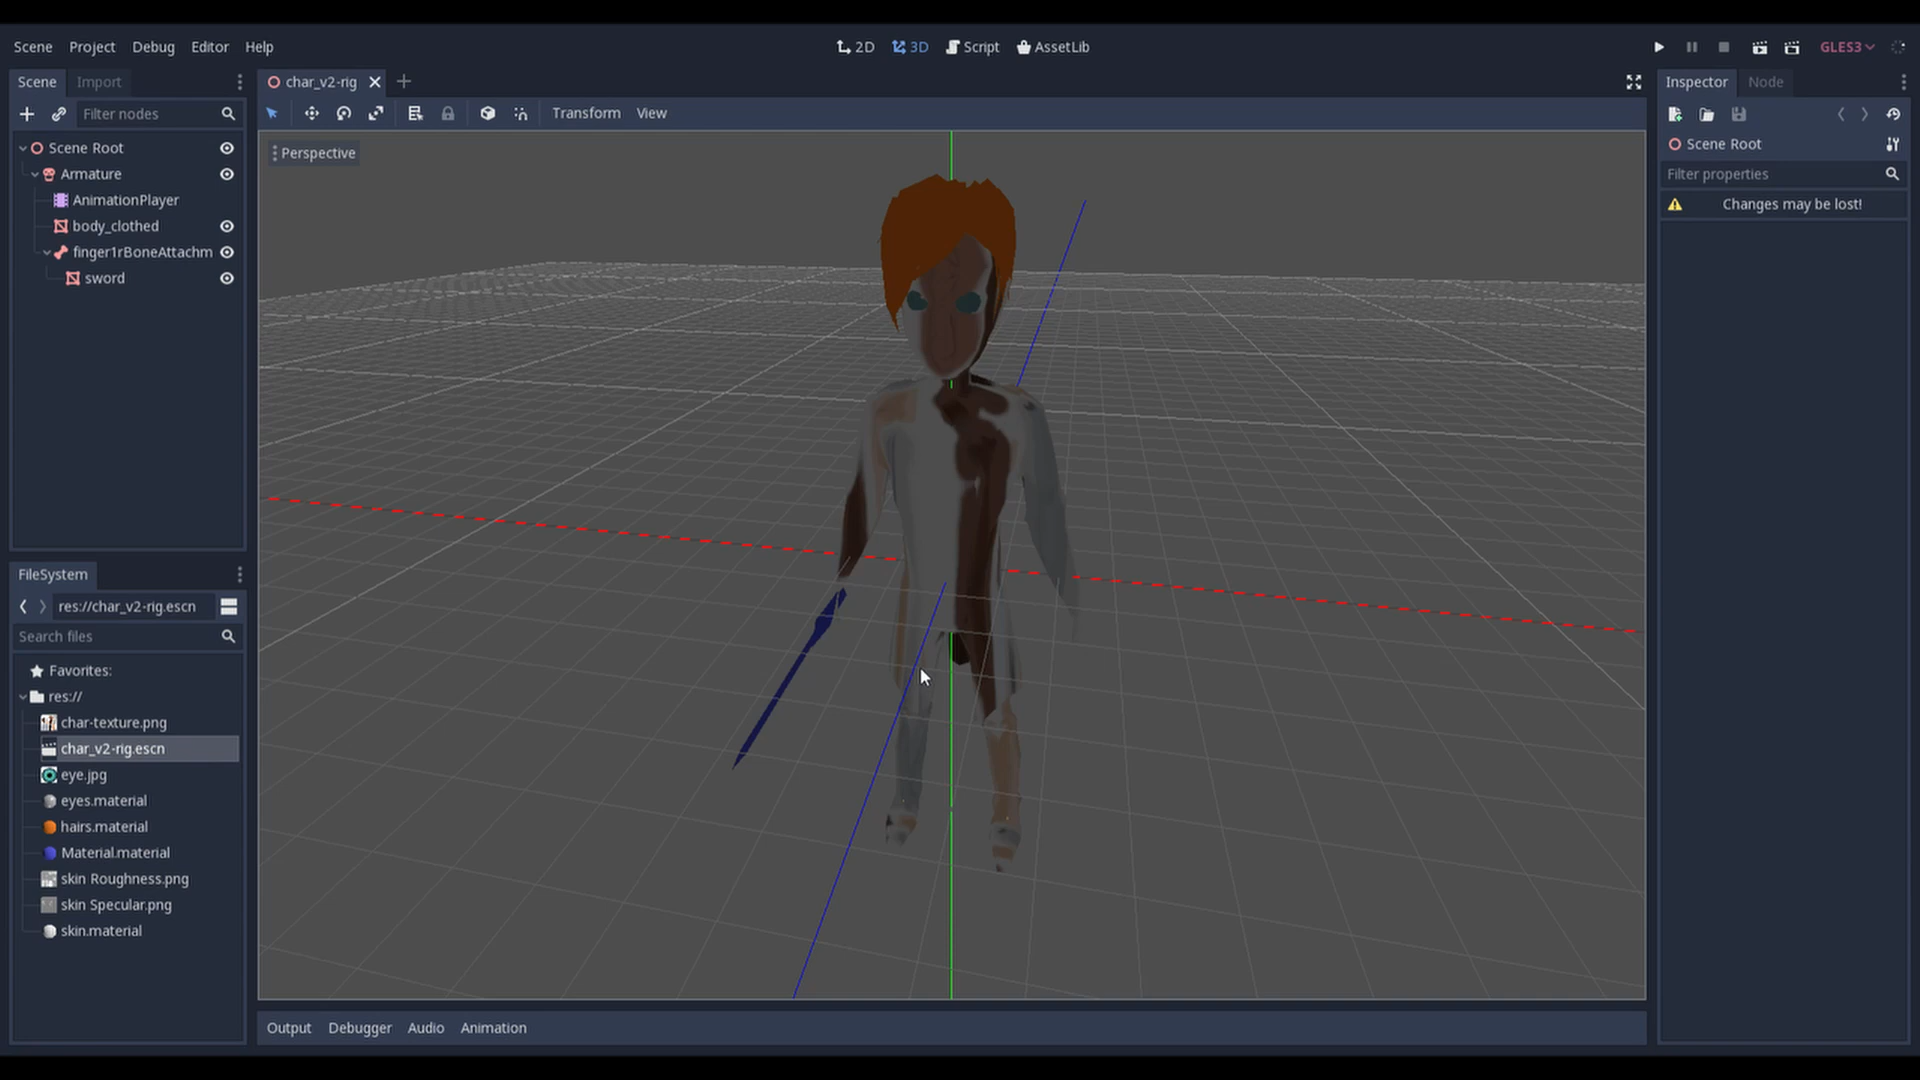 Scene Project Debug Editor Help
2D 3D Script AssetLib
GLES3
Scene Import
Filter nodes
Scene Root
Armature
AnimationPlayer
body_clothed
finger1rBoneAttachm
sword
FileSystem
res://char_v2-rig.escn
Search files
Favorites:
res://
char-texture.png
char_v2-rig.escn
eye.jpg
eyes.material
hairs.material
Material.material
skin Roughness.png
skin Specular.png
skin.material
char_v2-rig
Transform View
Perspective
Output Debugger Audio Animation
Inspector Node
Scene Root
Filter properties
Changes may be lost!